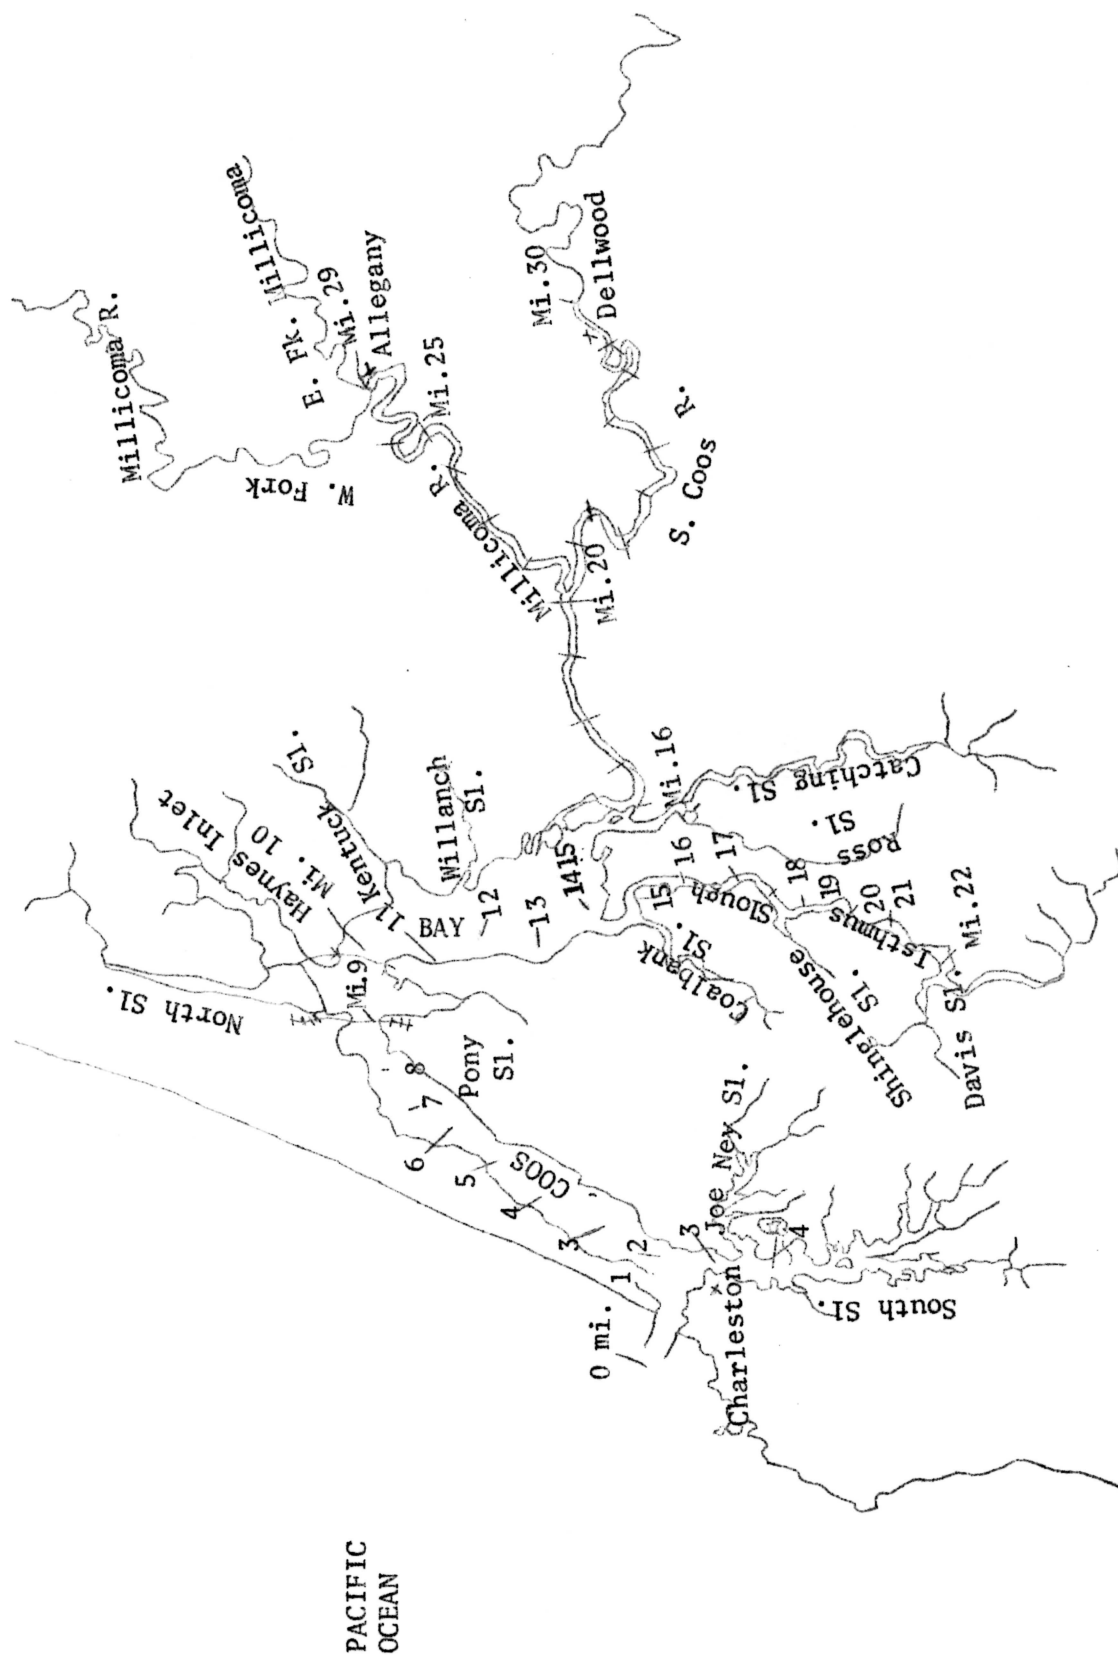 Millicoma R.
W. Fork
E. Fk. Millicoma
Mi.29
Allegany
Mi.25
Millicoma R.
Mi.30
Dellwood
S. Coos R.
Mi.20
Mi.16
Catching Sl.
Ross Sl.
North Sl.
Haynes Inlet
Mi. 10
Kentuck Sl.
Willanch Sl.
Mi.9
11
BAY
12
13
14
15
15
16
17
18
19
20
21
Mi.22
Coalbank Sl.
Isthmus Slough
Shinglehouse Sl.
Davis Sl.
Pony Sl.
8
7
6
5
4
3
2
1
0 mi.
COOS
3
4
Joe Ney Sl.
Charleston
South Sl.
PACIFIC
OCEAN